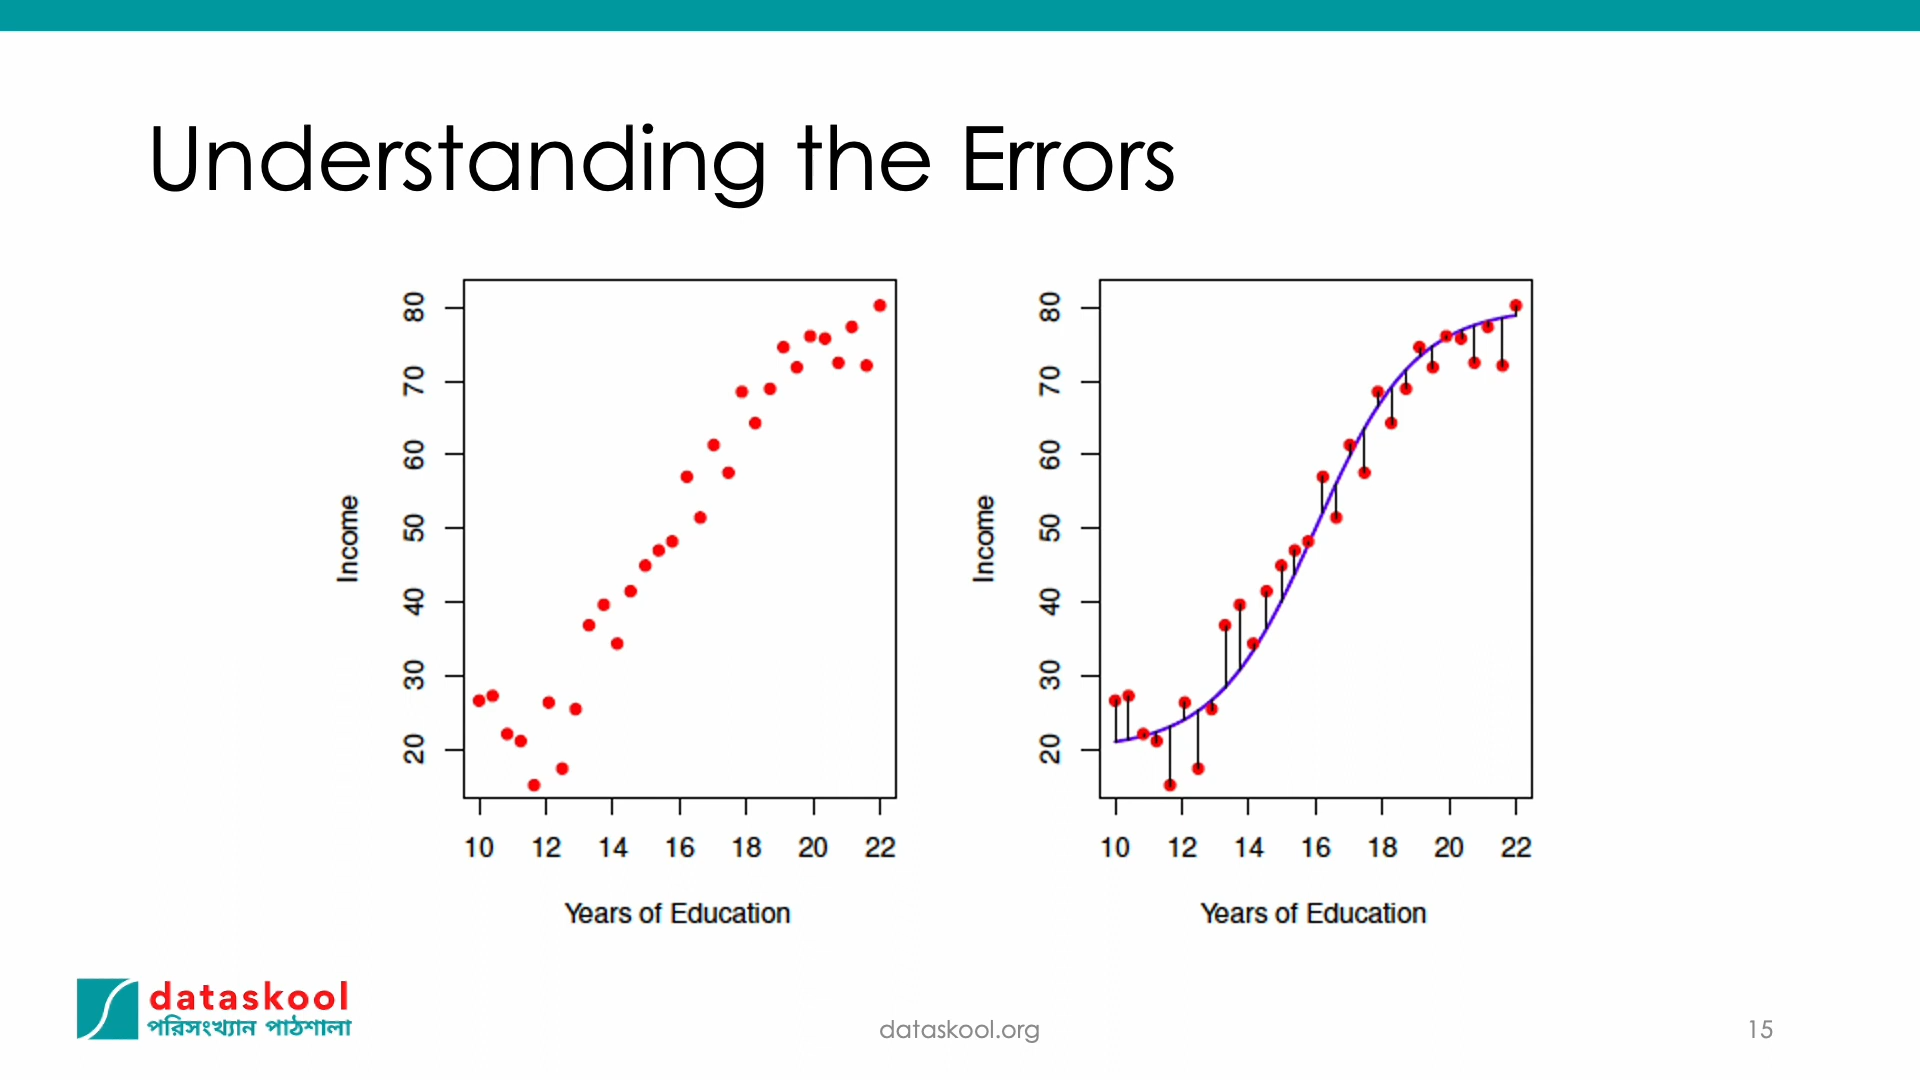 Understanding the Errors
Income
80
70
60
50
40
30
20
10 12 14 16 18 20 22
Years of Education
Income
80
70
60
50
40
30
20
10 12 14 16 18 20 22
Years of Education
dataskool
পরিসংখ্যান পাঠশালা
dataskool.org
15